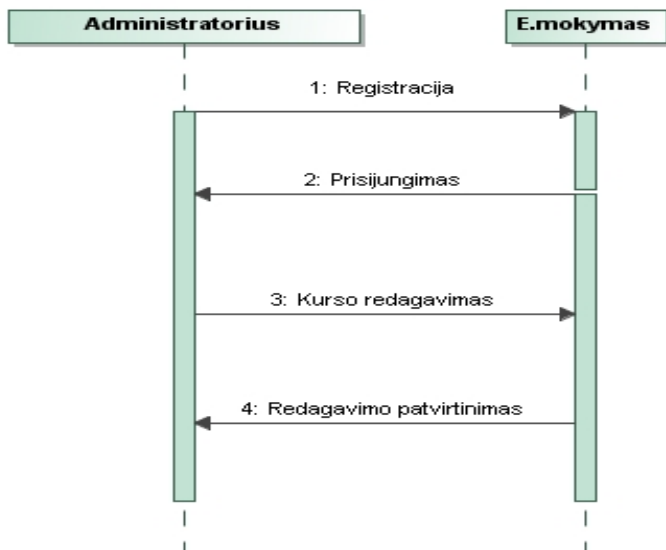 Administratorius
E.mokymas
1: Registracija
2: Prisijungimas
3: Kurso redagavimas
4: Redagavimo patvirtinimas